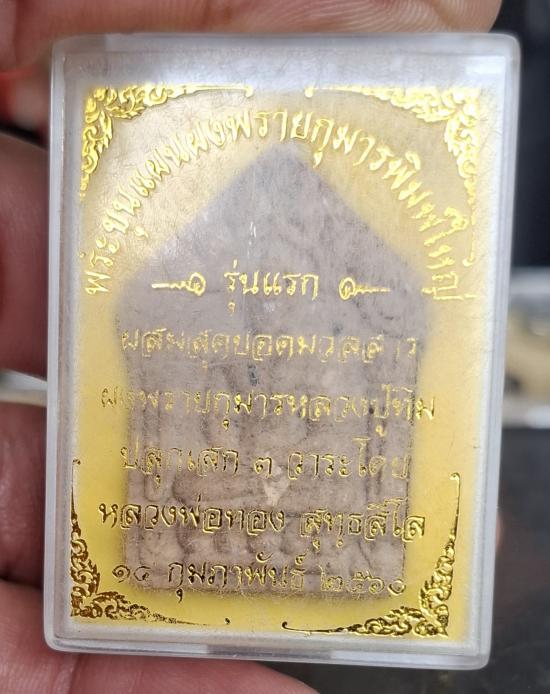 พระขุนแผนผงพรายกุมารพิมพ์ใหญ่
รุ่นแรก
ผสมสุดยอดมวลสาร
ผงพรายกุมารหลวงปู่ทิม
ปลุกเสก ๓ วาระโดย
หลวงพ่อทอง สุทธสีโล
๑๔ กุมภาพันธ์ ๒๕๖๐